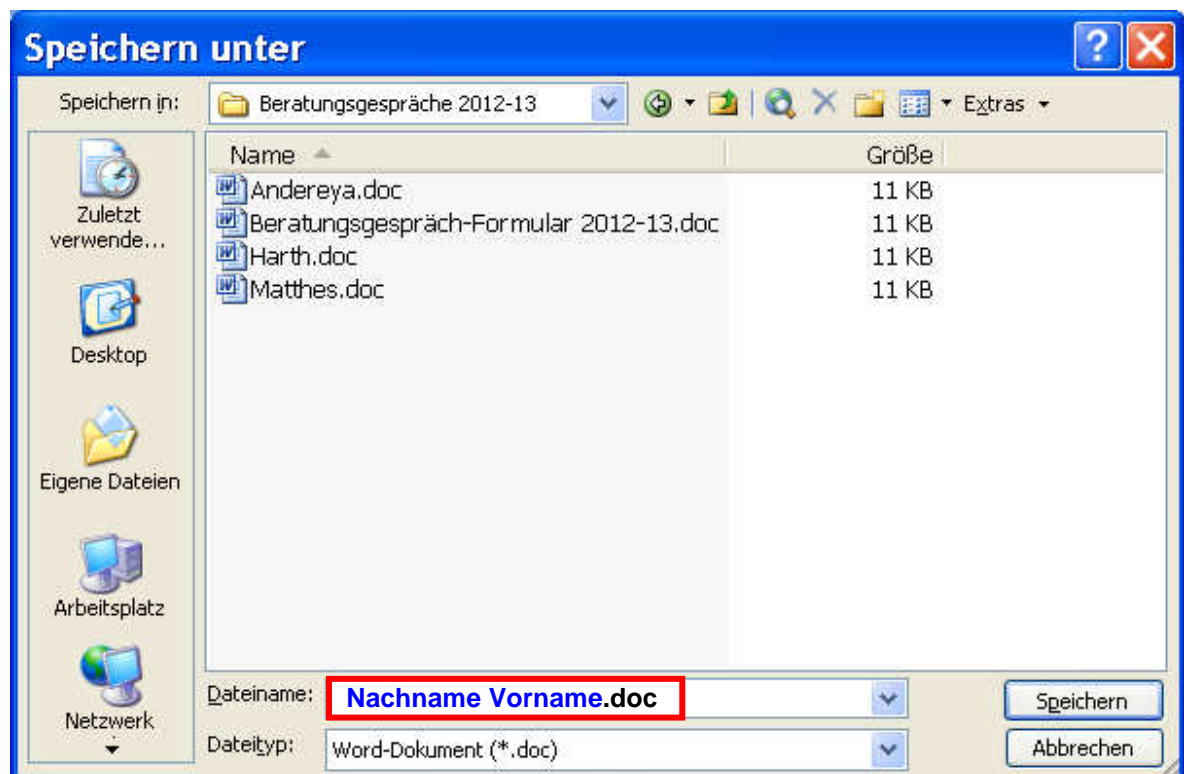 Speichern unter
Speichern in: Beratungsgespräche 2012-13 Extras
Name Größe
Andereya.doc 11 KB
Beratungsgespräch-Formular 2012-13.doc 11 KB
Harth.doc 11 KB
Matthes.doc 11 KB
Zuletzt
verwende...
Desktop
Eigene Dateien
Arbeitsplatz
Netzwerk
Dateiname: Nachname Vorname.doc Speichern
Dateityp: Word-Dokument (*.doc) Abbrechen